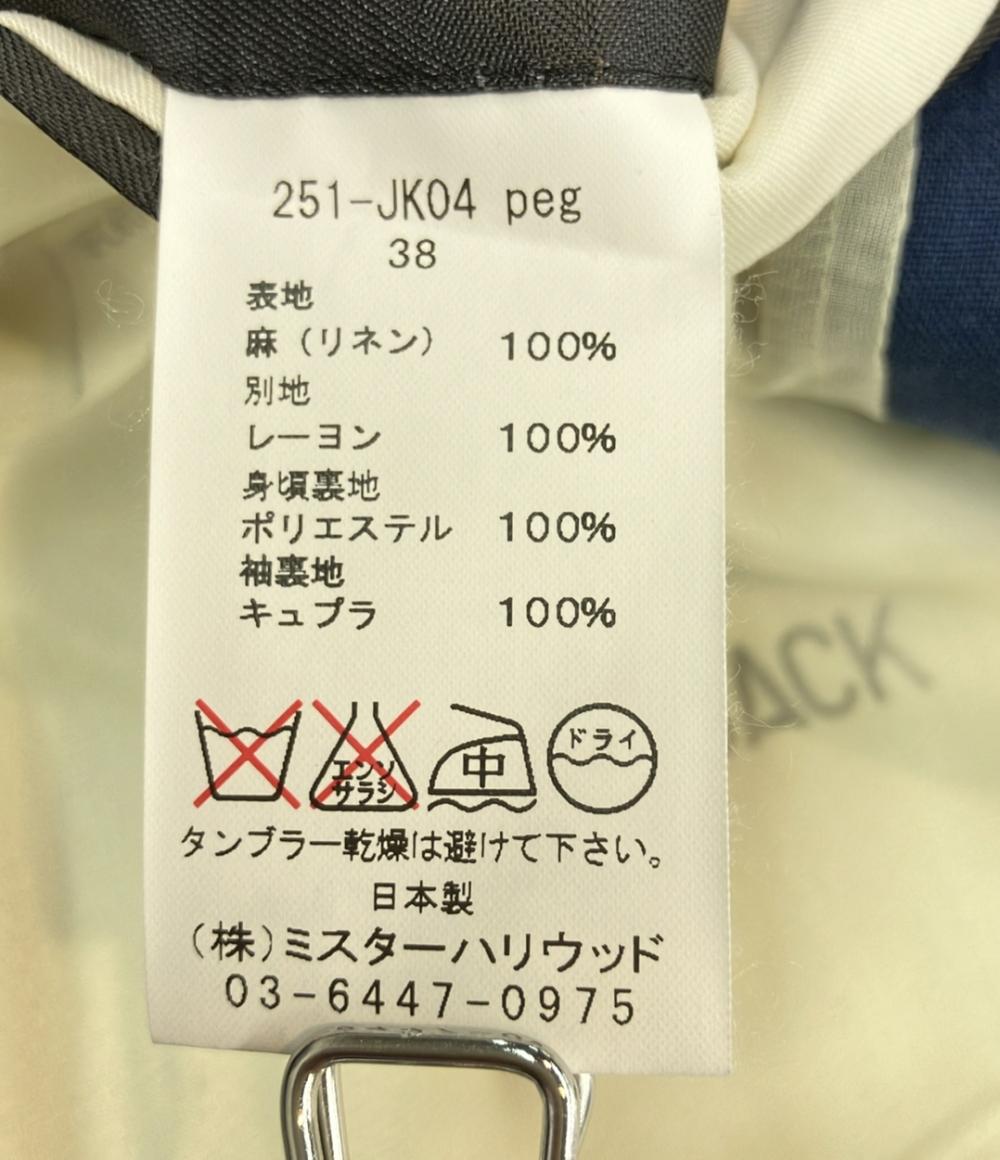 251-JK04 peg
38
表地
麻（リネン） 100%
別地
レーヨン 100%
身頃裏地
ポリエステル 100%
袖裏地
キュプラ 100%
エンソ
サラシ
中
ドライ
タンブラー乾燥は避けて下さい。
日本製
（株）ミスターハリウッド
03-6447-0975
ACK